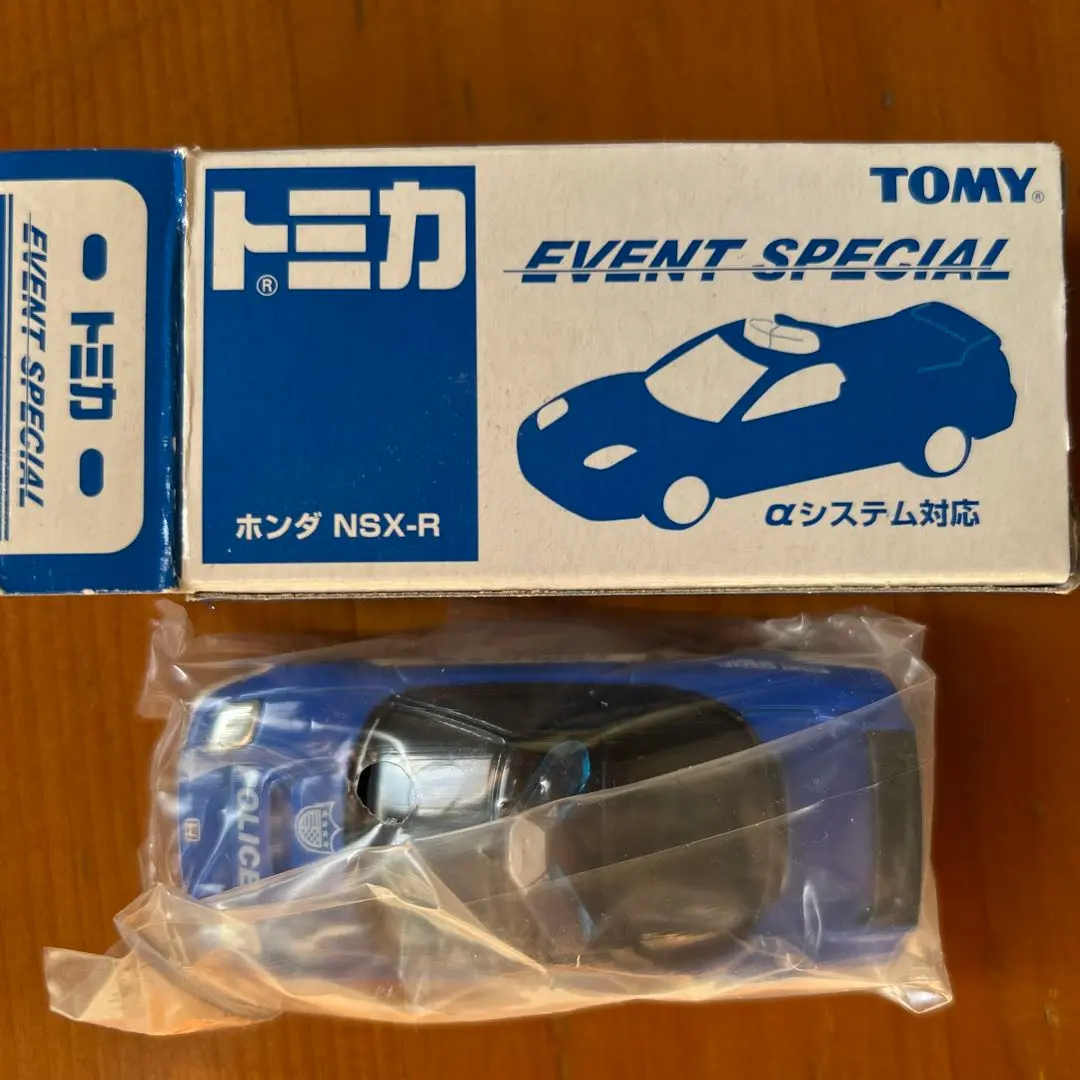 トミカ
®
TOMY®
EVENT SPECIAL
ホンダ NSX-R
αシステム対応
トミカ
EVENT SPECIAL
POLICE